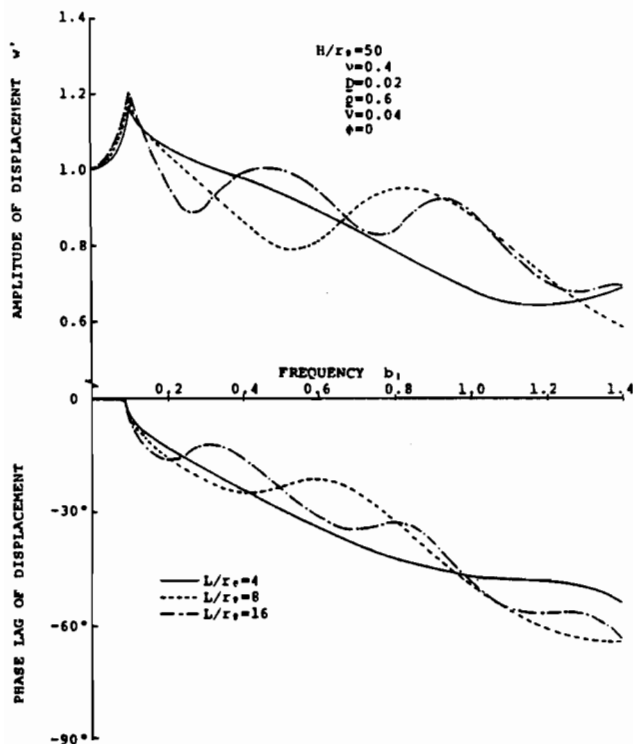 1.4
H/r₀=50
ν=0.4
D=0.02
ρ=0.6
V=0.04
φ=0
1.2
1.0
0.8
0.6
AMPLITUDE OF DISPLACEMENT w'
FREQUENCY b₁
0.2 0.4 0.6 0.8 1.0 1.2 1.4
0
-30°
-60°
-90°
PHASE LAG OF DISPLACEMENT
L/r₀=4
L/r₀=8
L/r₀=16